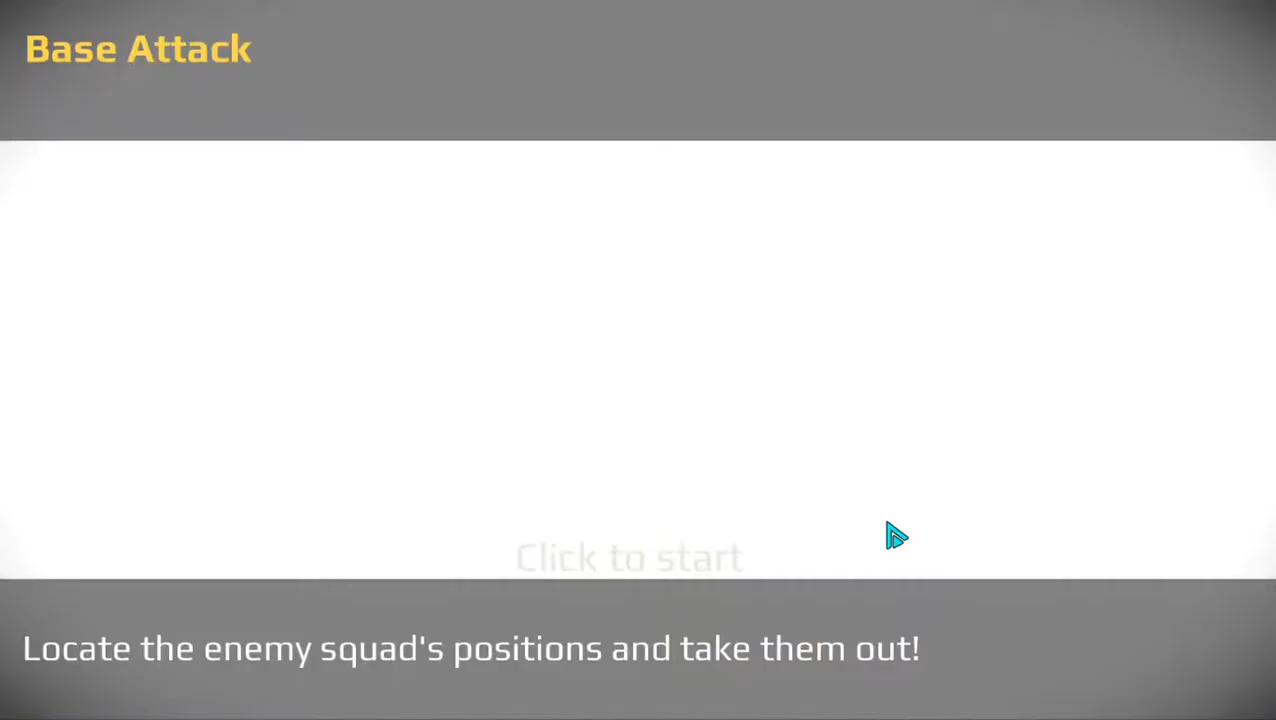 Base Attack
Click to start
Locate the enemy squad's positions and take them out!